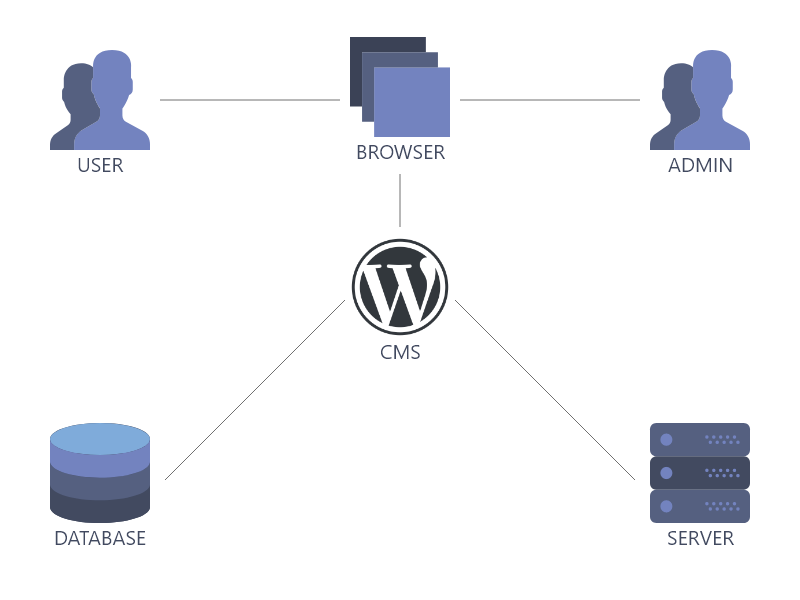 USER
BROWSER
ADMIN
CMS
DATABASE
SERVER